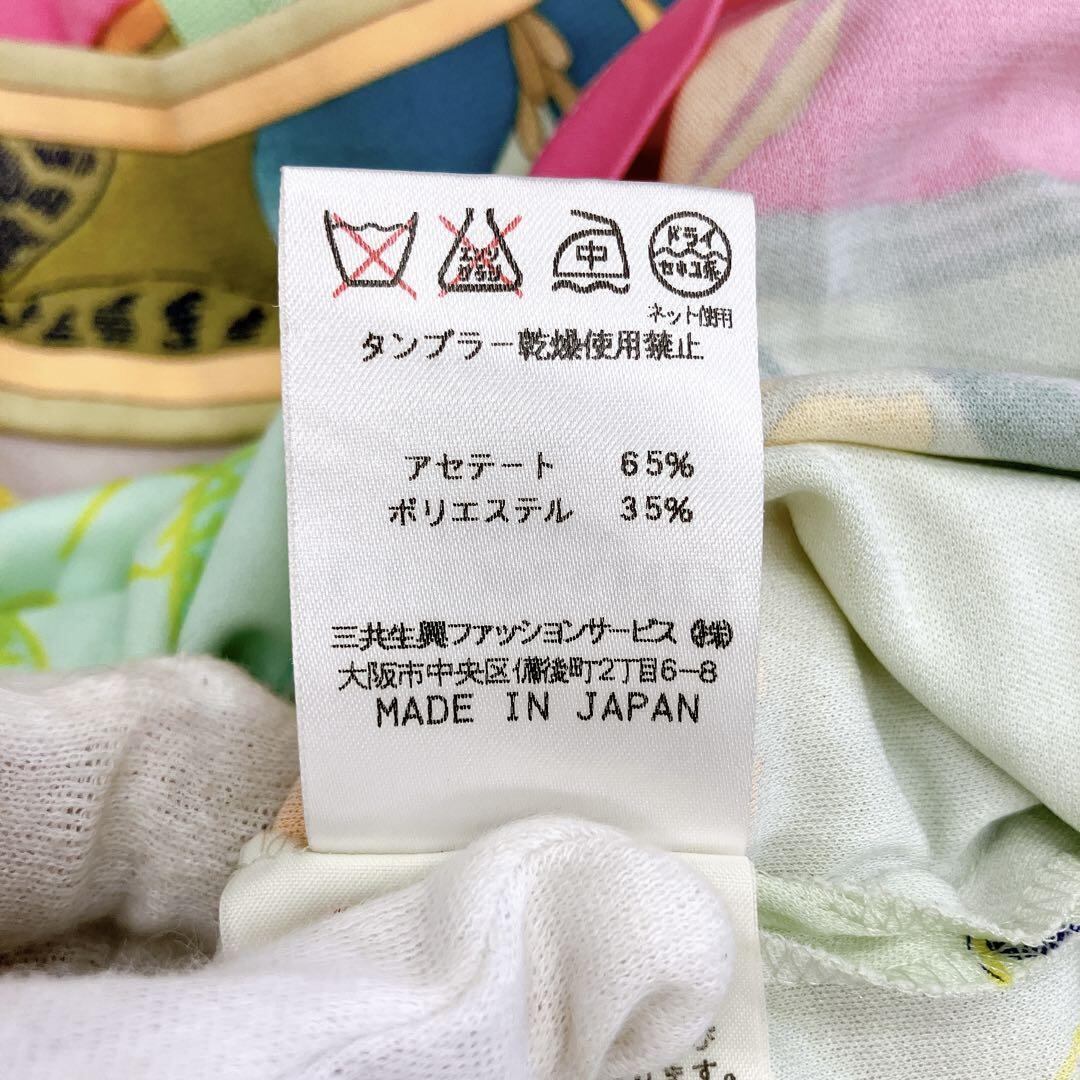 エンソ
サラシ
中
ドライ
セキユ系
ネット使用
タンブラー乾燥使用禁止
アセテート 65%
ポリエステル 35%
三共生興ファッションサービス(株)
大阪市中央区備後町2丁目6-8
MADE IN JAPAN
す。